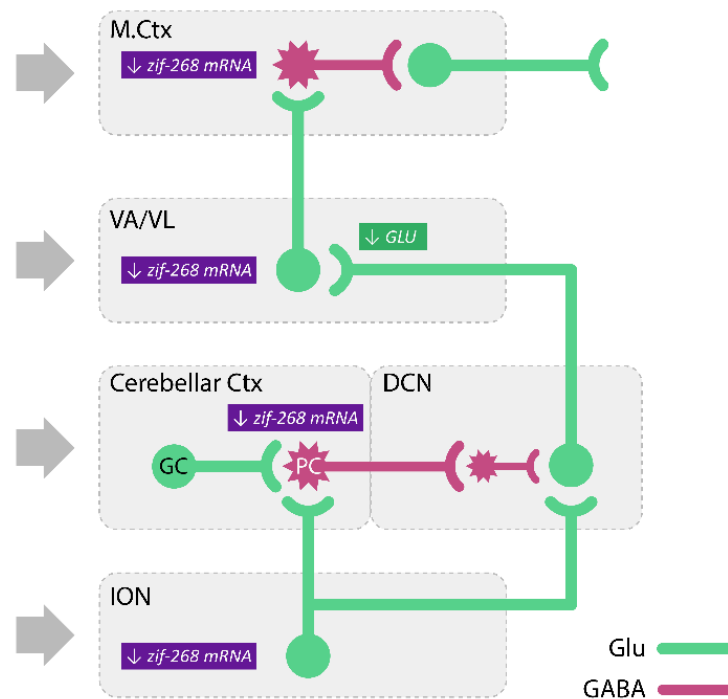 M.Ctx
↓ zif-268 mRNA
VA/VL
↓ GLU
↓ zif-268 mRNA
Cerebellar Ctx
DCN
↓ zif-268 mRNA
GC
PC
ION
↓ zif-268 mRNA
Glu
GABA